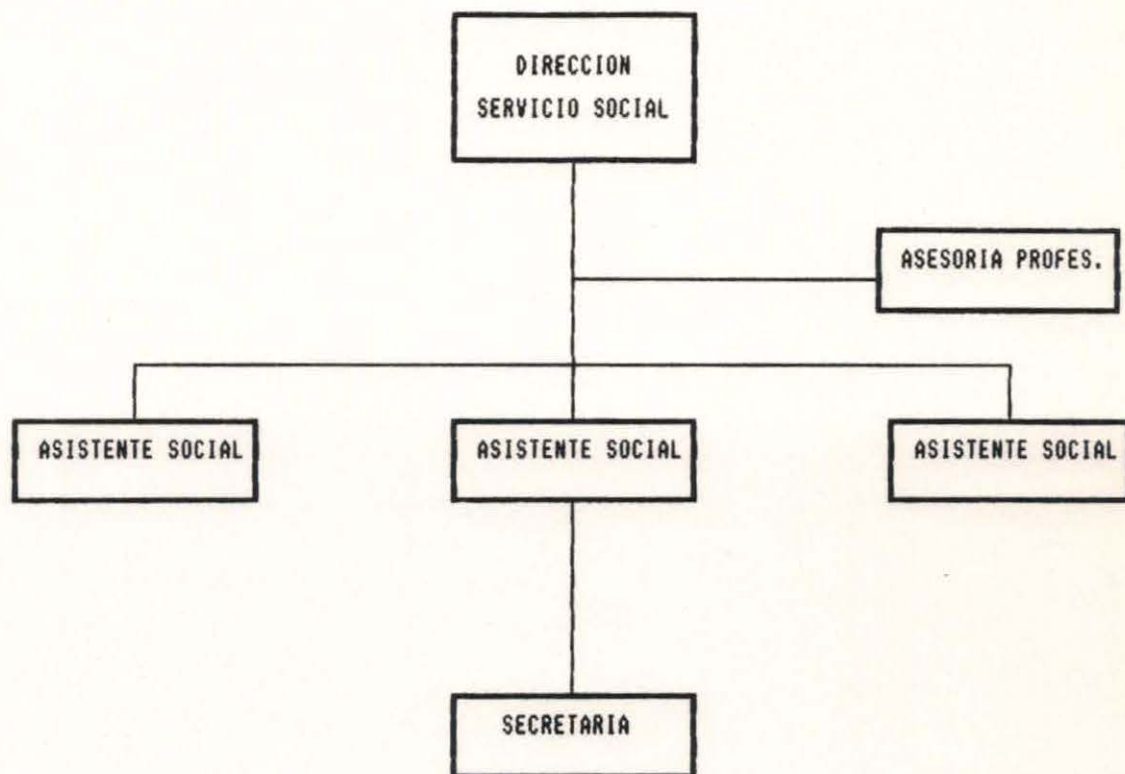 DIRECCION
SERVICIO SOCIAL
ASESORIA PROFES.
ASISTENTE SOCIAL
ASISTENTE SOCIAL
ASISTENTE SOCIAL
SECRETARIA